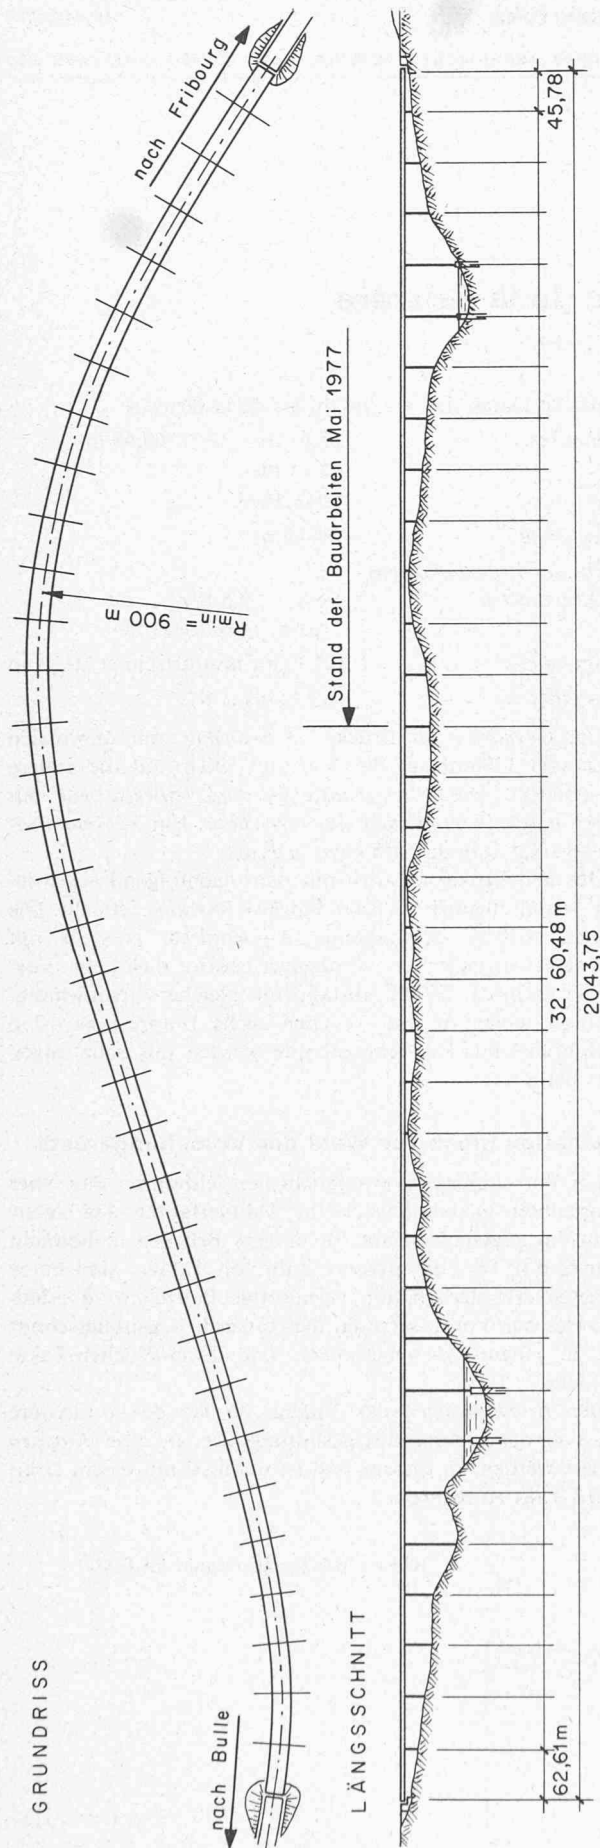 GRUNDRISS
nach Bulle
nach Fribourg
Rmin = 900 m
LÄNGSSCHNITT
Stand der Bauarbeiten Mai 1977
62,61m
32 · 60,48 m
45,78
2043,75